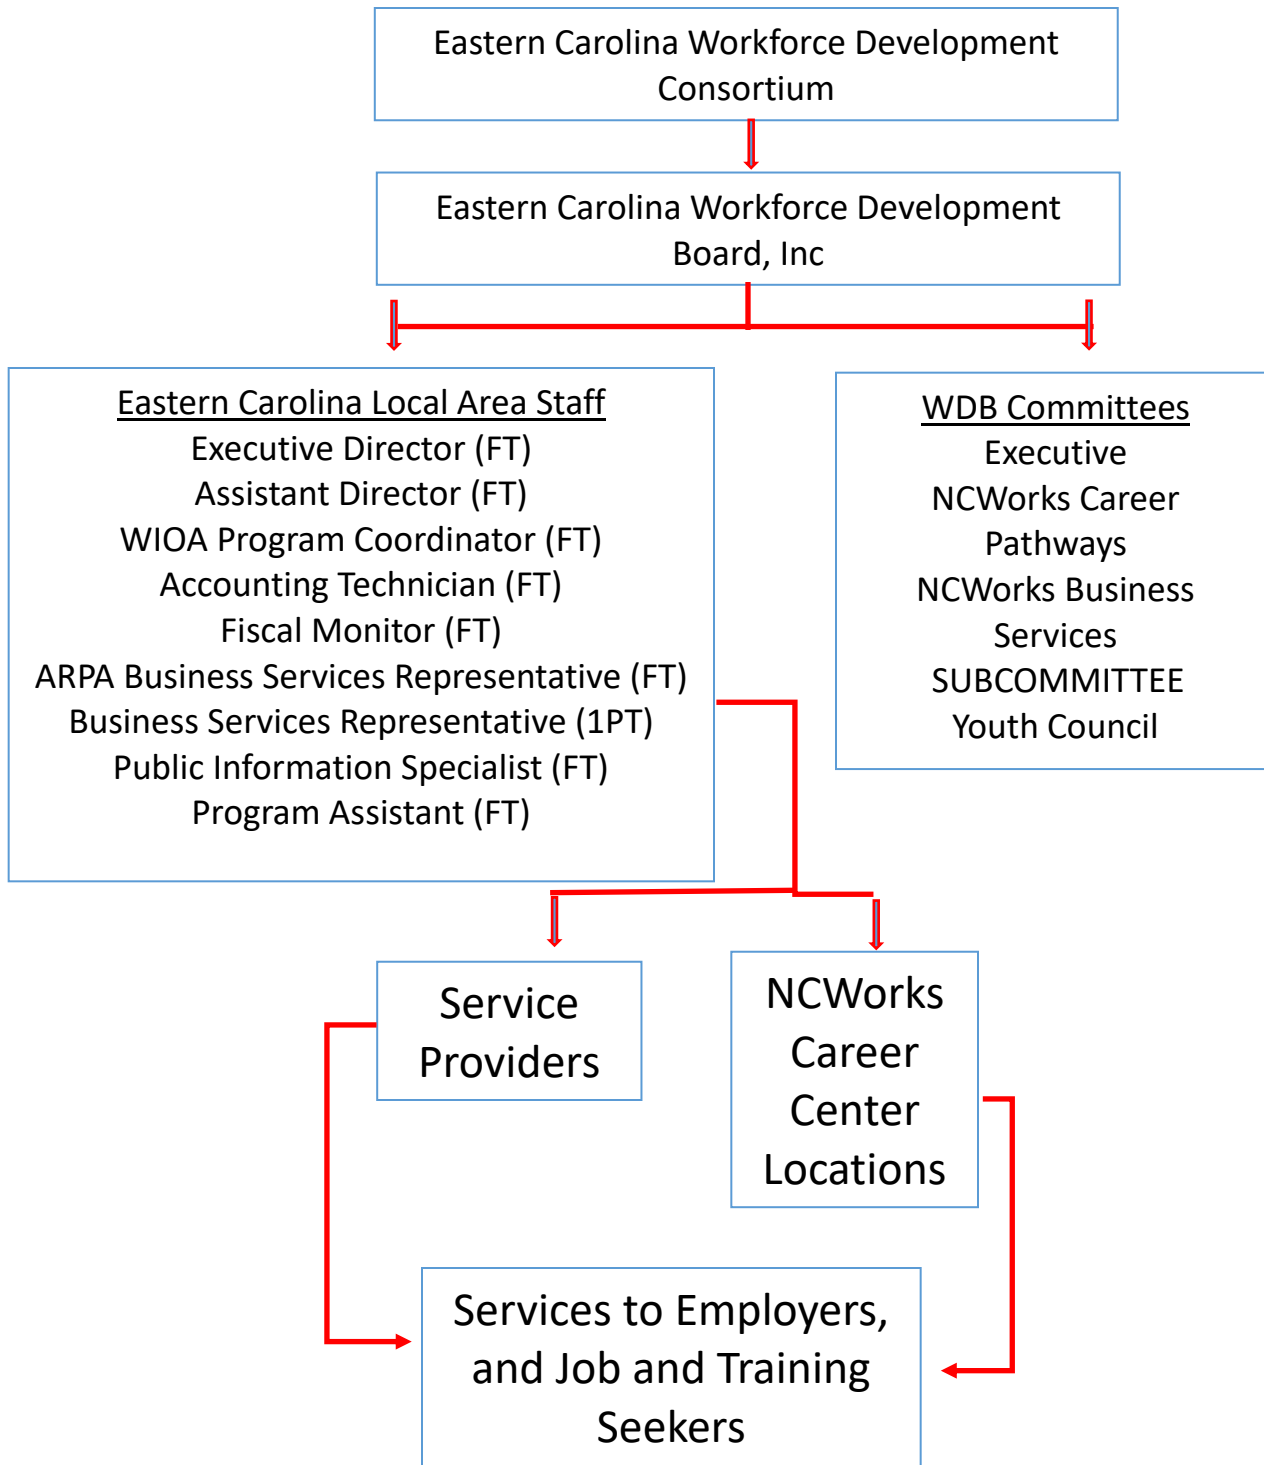 Eastern Carolina Workforce Development
Consortium
Eastern Carolina Workforce Development
Board, Inc
Eastern Carolina Local Area Staff
Executive Director (FT)
Assistant Director (FT)
WIOA Program Coordinator (FT)
Accounting Technician (FT)
Fiscal Monitor (FT)
ARPA Business Services Representative (FT)
Business Services Representative (1PT)
Public Information Specialist (FT)
Program Assistant (FT)
WDB Committees
Executive
NCWorks Career
Pathways
NCWorks Business
Services
SUBCOMMITTEE
Youth Council
Service
Providers
NCWorks
Career
Center
Locations
Services to Employers,
and Job and Training
Seekers